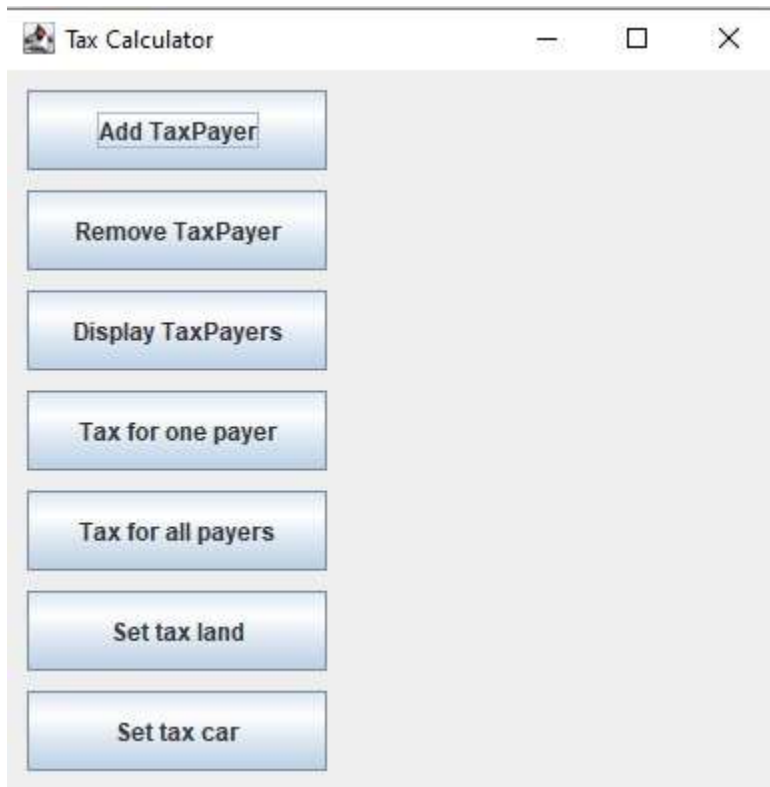 Tax Calculator
Add TaxPayer
Remove TaxPayer
Display TaxPayers
Tax for one payer
Tax for all payers
Set tax land
Set tax car